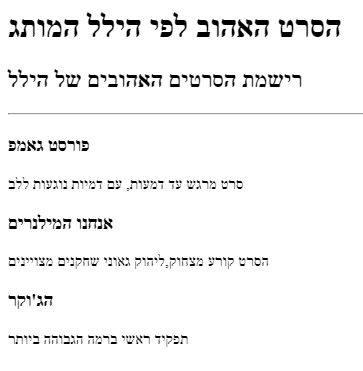 הסרט האהוב לפי הילל המותג
רישמת הסרטים האהובים של הילל
פורסט גאמפ
סרט מרגש עד דמעות, עם דמיות נוגעות ללב
אנחנו המילנרים
הסרט קורע מצחוק,ליהוק גאוני שחקנים מצויינים
הג'וקר
תפקיד ראשי ברמה הגבוהה ביותר